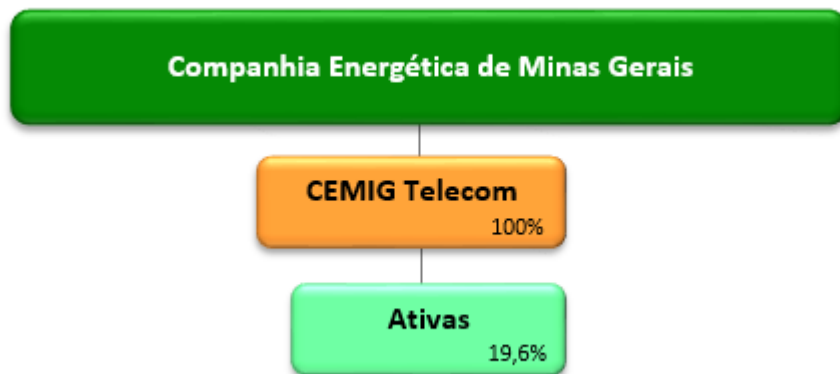 Companhia Energética de Minas Gerais
CEMIG Telecom
100%
Ativas
19,6%